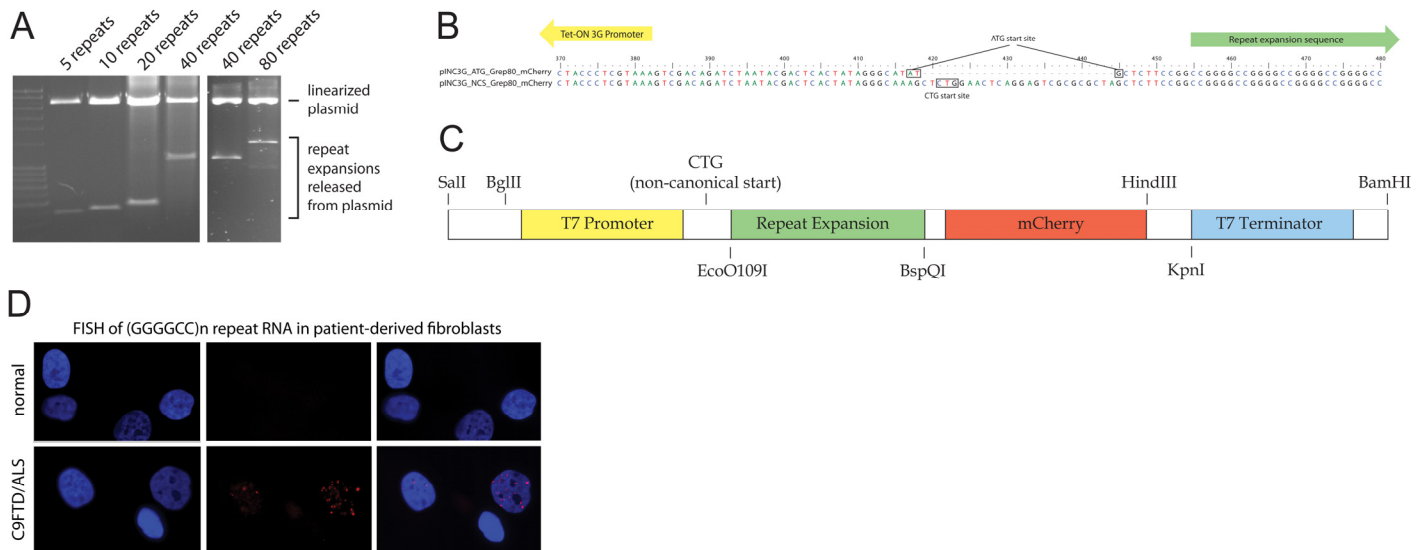 A
5 repeats
10 repeats
20 repeats
40 repeats
40 repeats
80 repeats
linearized
plasmid
repeat
expansions
released
from plasmid
B
Tet-ON 3G Promoter
ATG start site
Repeat expansion sequence
370 380 390 400 410 420 430 440 450 460 470 480
pINC3G_ATG_Grep80_mCherry CTACCCTCGTAAAGTCGACAGATCTAATACGACTCACTATAGGGCATAT---------------------------GCTCTTCCGGCCGGGGCCGGGGCCGGGGCCGGGGCC
pINC3G_NCS_Grep80_mCherry CTACCCTCGTAAAGTCGACAGATCTAATACGACTCACTATAGGGCAAAGCTCTGGAACTCAGGAGTCGCGCGCTAGCTCTTCCGGCCGGGGCCGGGGCCGGGGCCGGGGCC
CTG start site
C
CTG
(non-canonical start)
SalI BglII HindIII BamHI
T7 Promoter Repeat Expansion mCherry T7 Terminator
EcoO109I BspQI KpnI
D
FISH of (GGGGCC)n repeat RNA in patient-derived fibroblasts
normal
C9FTD/ALS